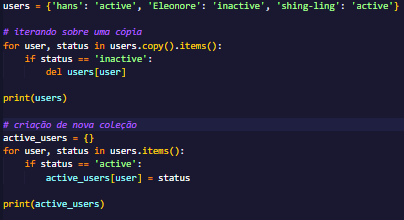 users = {'hans': 'active', 'Eleonore': 'inactive', 'shing-ling': 'active'}
# iterando sobre uma cópia
for user, status in users.copy().items():
    if status == 'inactive':
        del users[user]
print(users)
# criação de nova coleção
active_users = {}
for user, status in users.items():
    if status == 'active':
        active_users[user] = status
print(active_users)